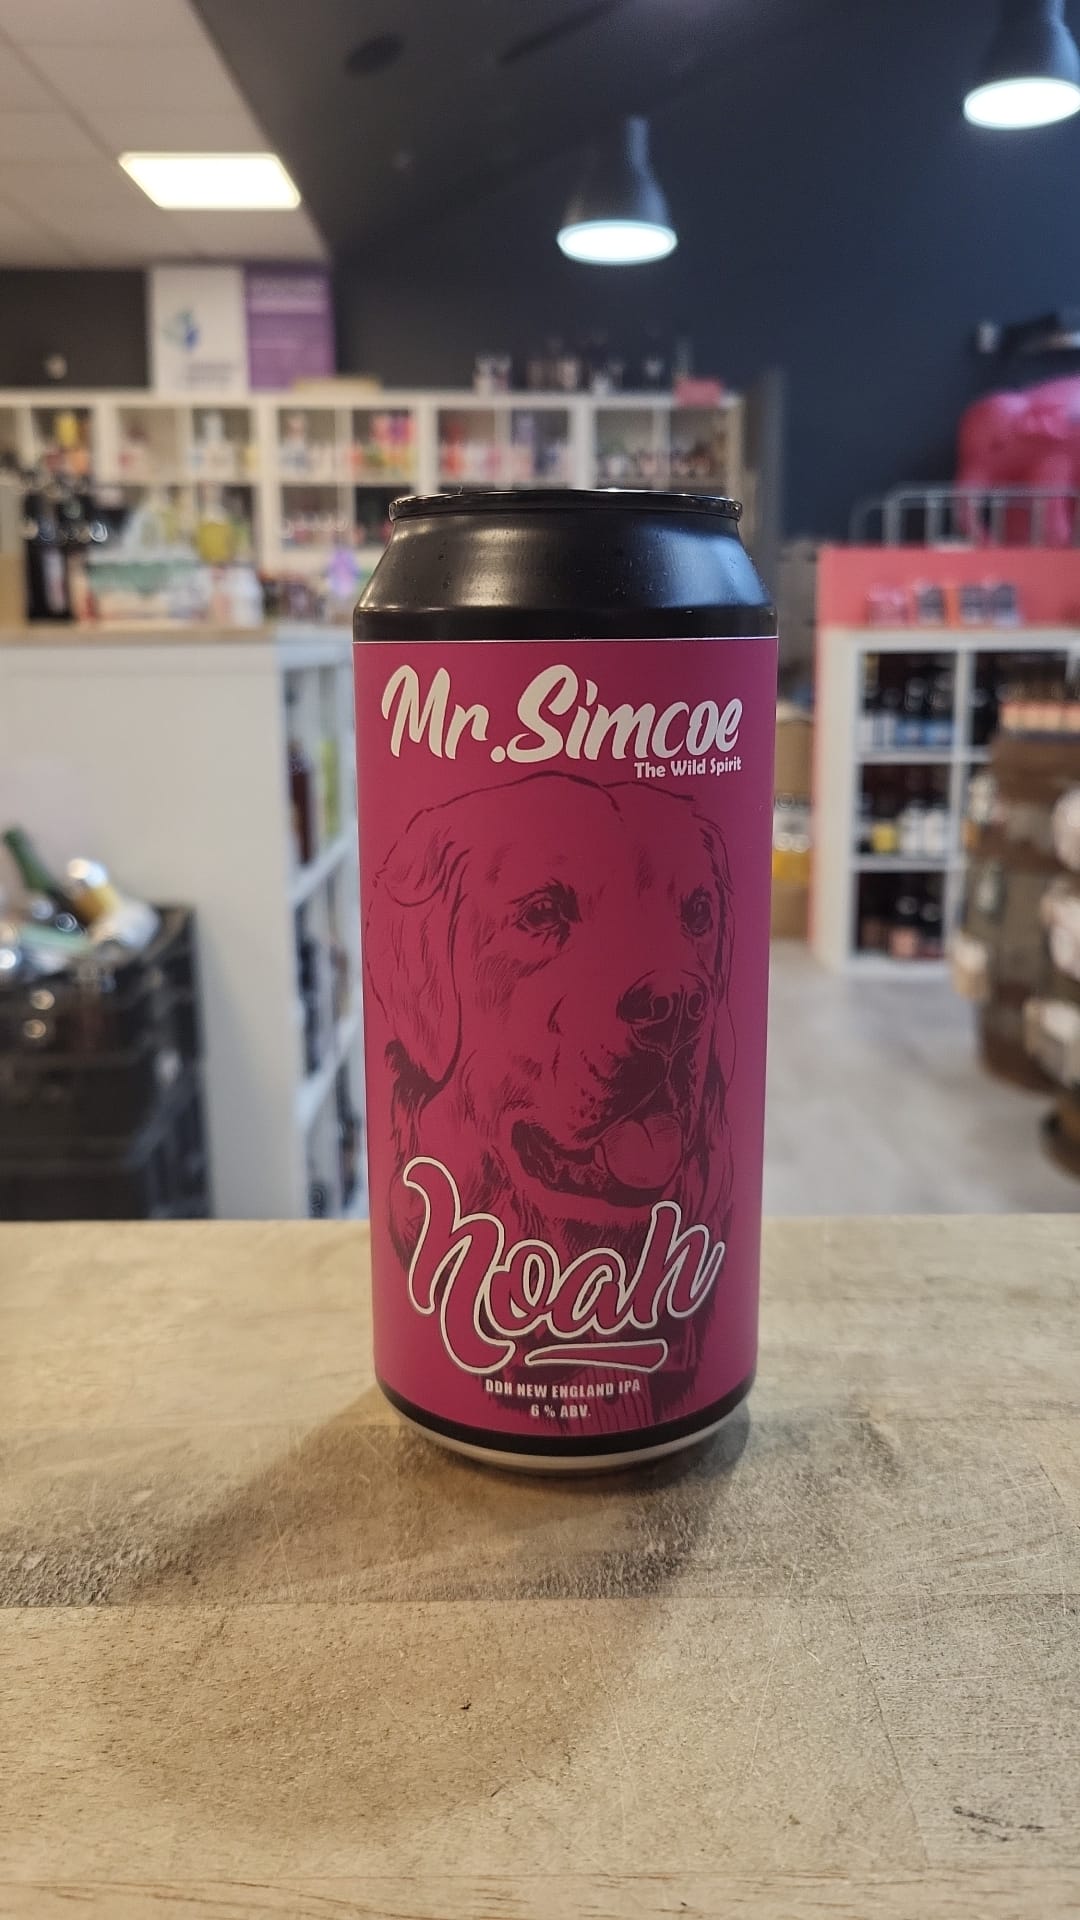 Mr.Simcoe
The Wild Spirit
Noah
DDH NEW ENGLAND IPA
6 % ABV.